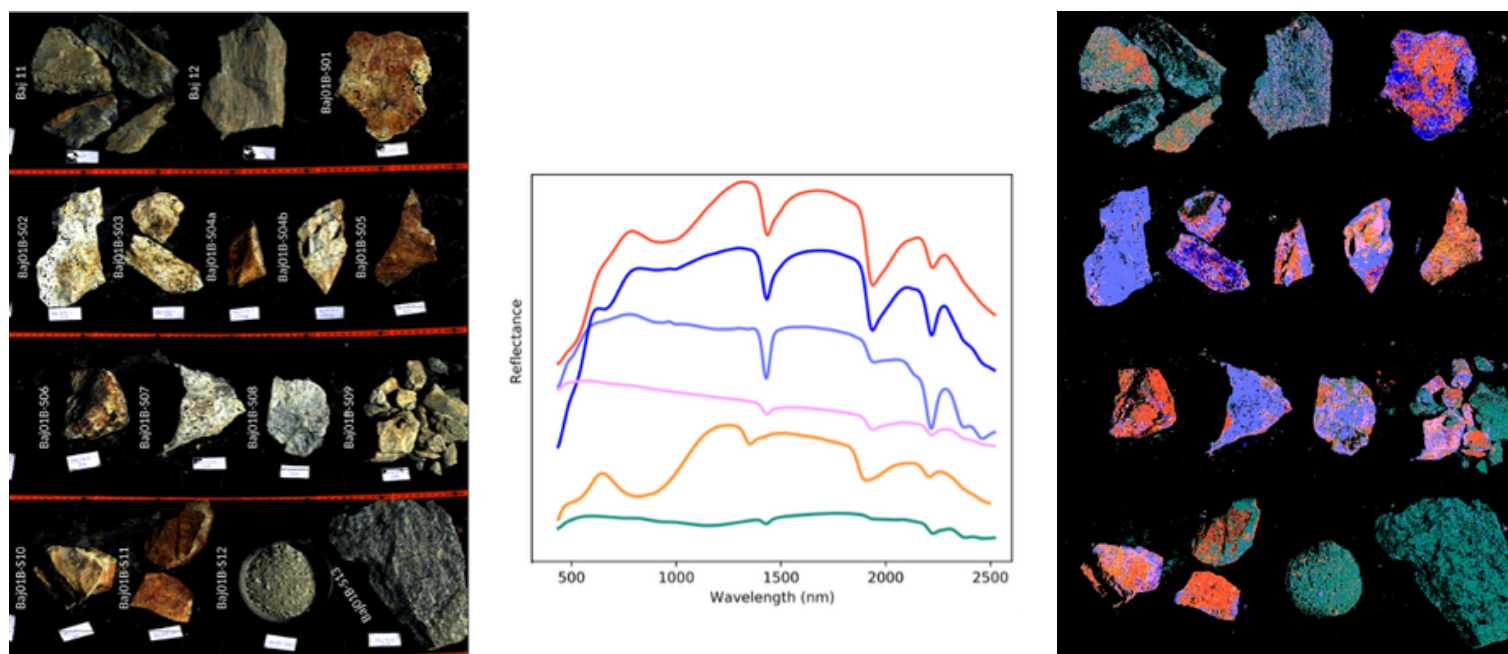 Baj 11
Baj 12
Baj01B-S01
Baj01B-S02
Baj01B-S03
Baj01B-S04a
Baj01B-S04b
Baj01B-S05
Baj01B-S06
Baj01B-S07
Baj01B-S08
Baj01B-S09
Baj01B-S10
Baj01B-S11
Baj01B-S12
Baj01B-S13
Reflectance
500 1000 1500 2000 2500
Wavelength (nm)